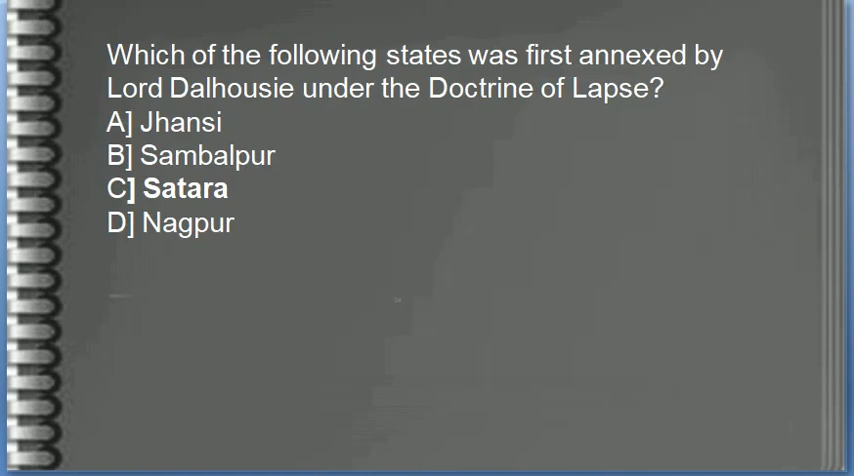 Which of the following states was first annexed by
Lord Dalhousie under the Doctrine of Lapse?
A] Jhansi
B] Sambalpur
C] Satara
D] Nagpur